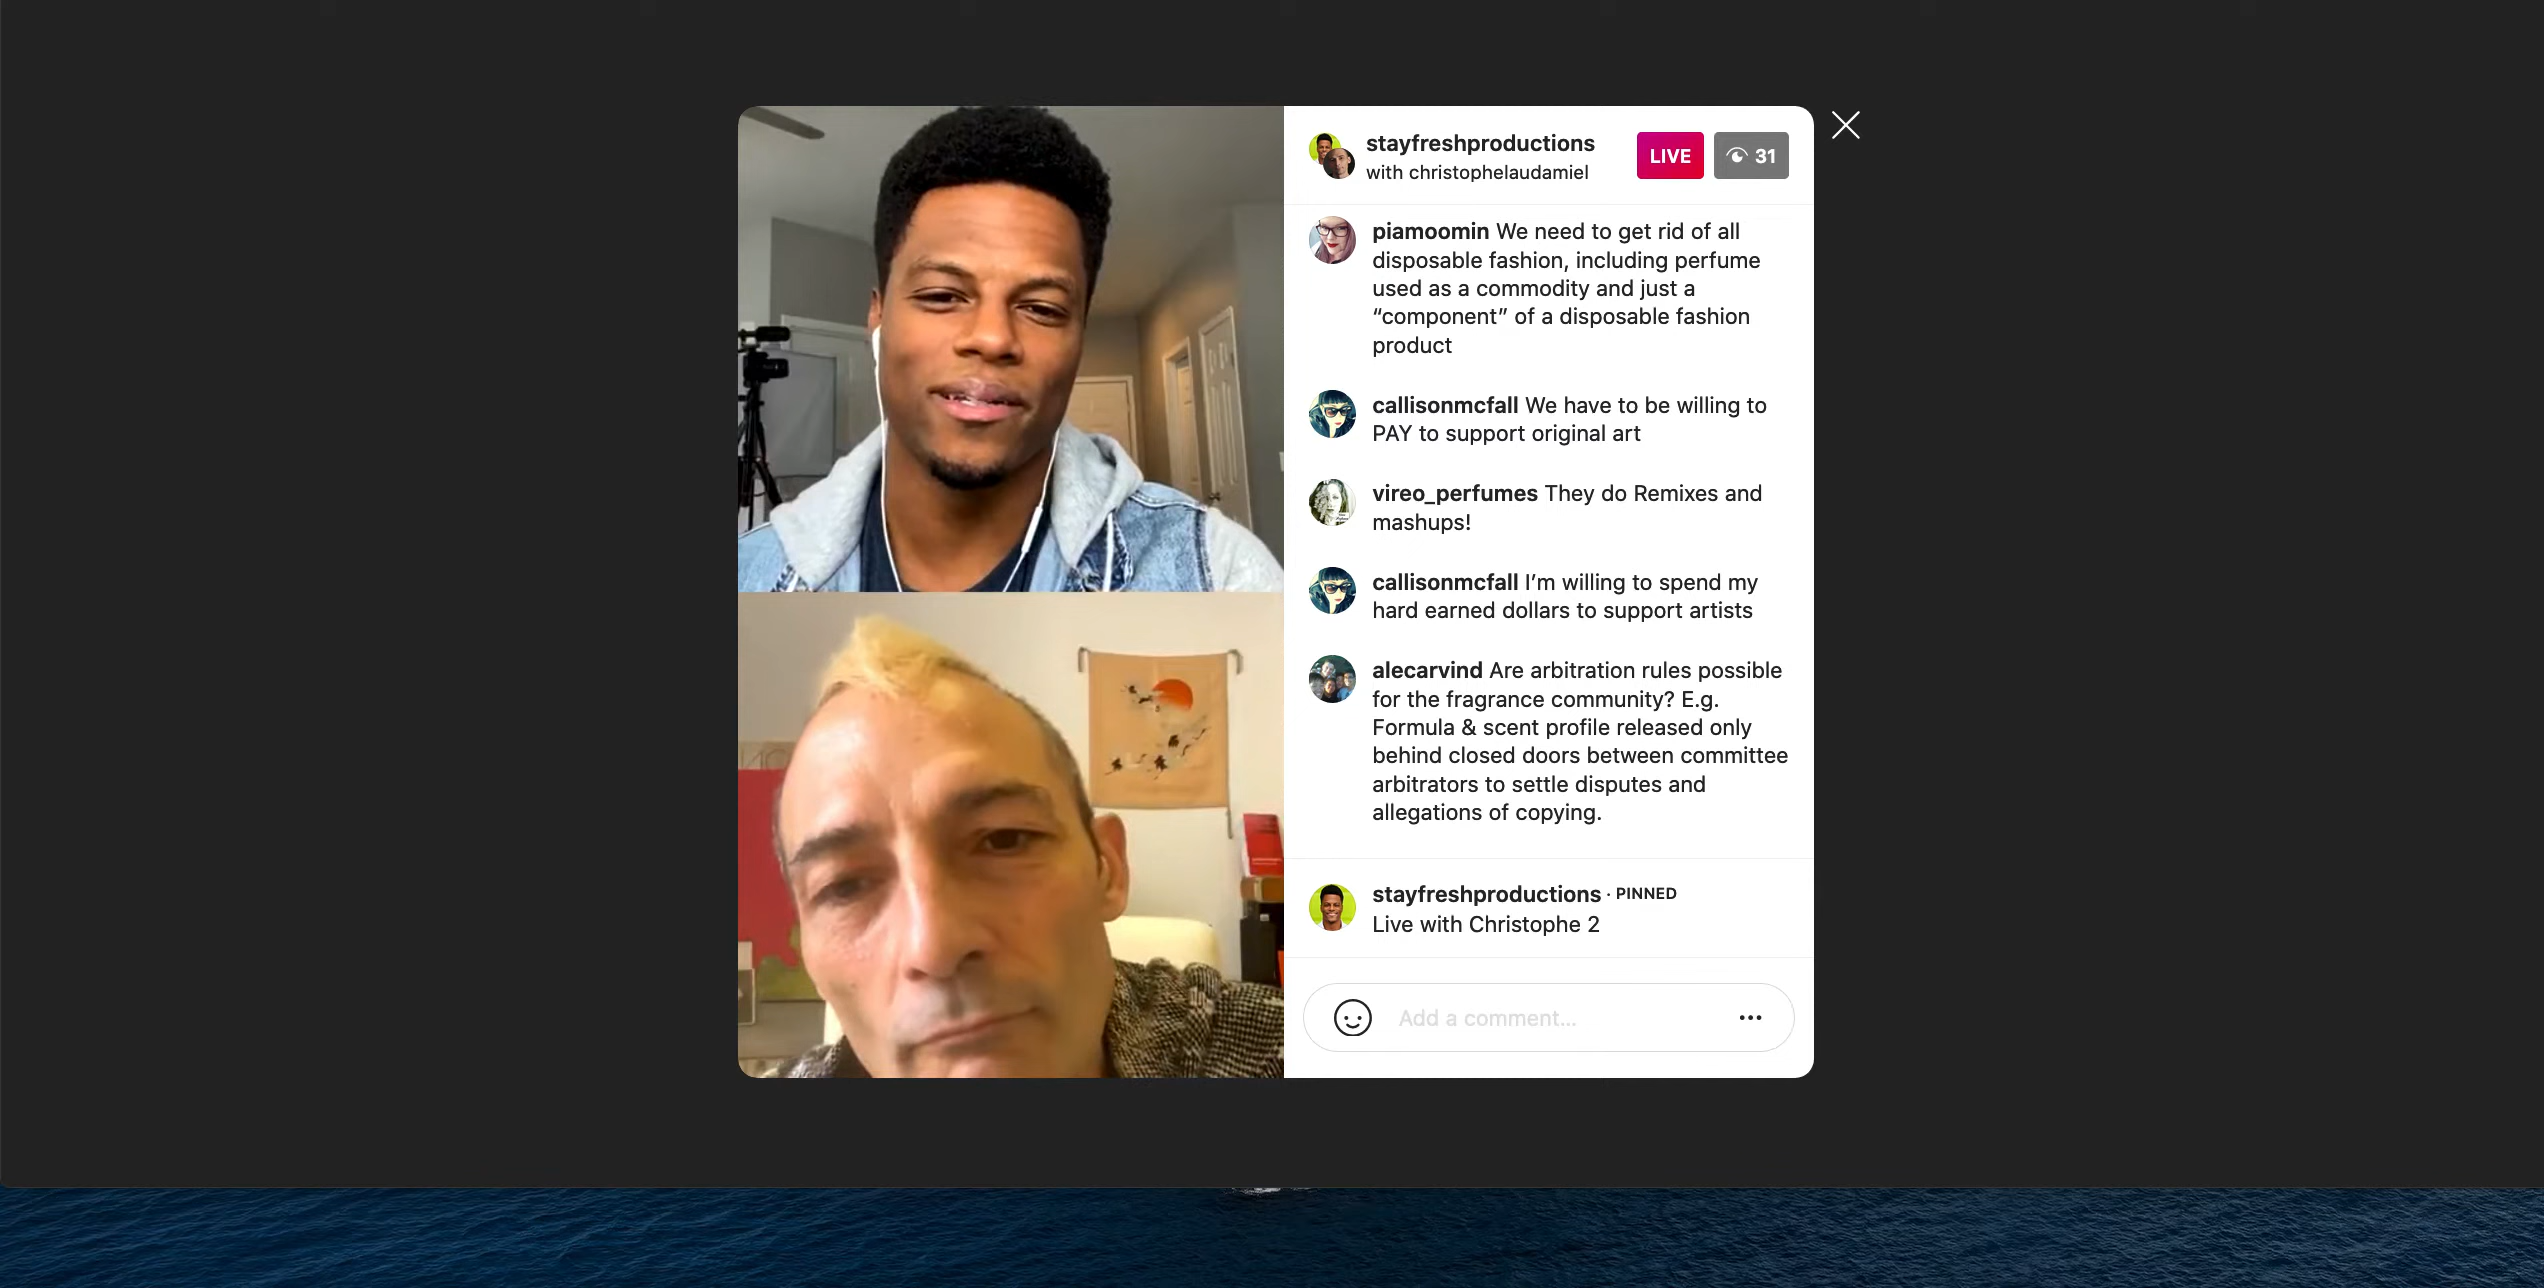 stayfreshproductions
with christophelaudamiel
LIVE
31
piamoomin We need to get rid of all
disposable fashion, including perfume
used as a commodity and just a
“component” of a disposable fashion
product
callisonmcfall We have to be willing to
PAY to support original art
vireo_perfumes They do Remixes and
mashups!
callisonmcfall I’m willing to spend my
hard earned dollars to support artists
alecarvind Are arbitration rules possible
for the fragrance community? E.g.
Formula & scent profile released only
behind closed doors between committee
arbitrators to settle disputes and
allegations of copying.
stayfreshproductions · PINNED
Live with Christophe 2
Add a comment...